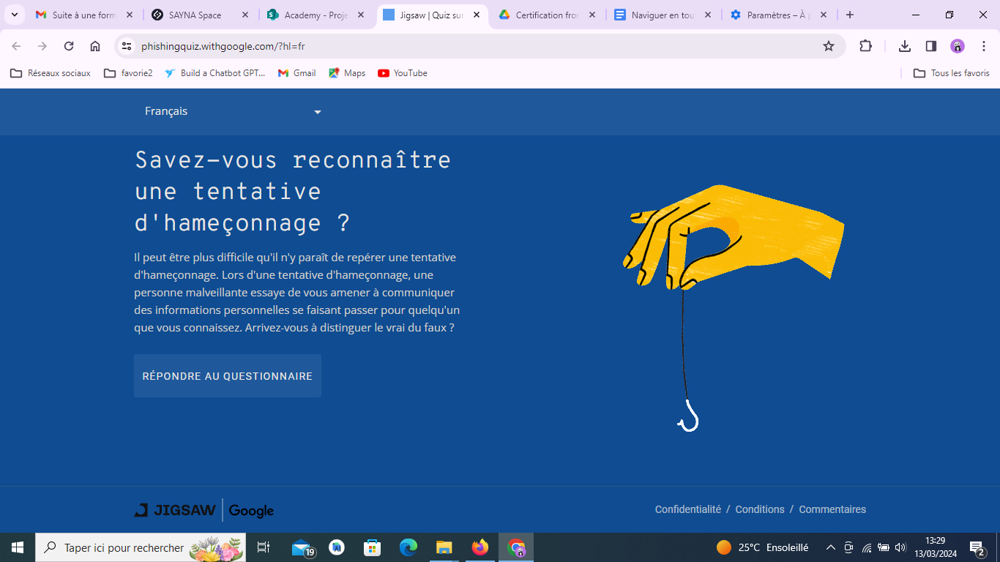 Suite à une form
SAYNA Space
Academy - Proje
Jigsaw | Quiz sur
Certification fron
Naviguer en tou
Paramètres – À p
phishingquiz.withgoogle.com/?hl=fr
Réseaux sociaux
favorie2
Build a Chatbot GPT...
Gmail
Maps
YouTube
Tous les favoris
Français
Savez-vous reconnaître
une tentative
d'hameçonnage ?
Il peut être plus difficile qu'il n'y paraît de repérer une tentative
d'hameçonnage. Lors d'une tentative d'hameçonnage, une
personne malveillante essaye de vous amener à communiquer
des informations personnelles se faisant passer pour quelqu'un
que vous connaissez. Arrivez-vous à distinguer le vrai du faux ?
RÉPONDRE AU QUESTIONNAIRE
JIGSAW | Google
Confidentialité / Conditions / Commentaires
Taper ici pour rechercher
19
25°C Ensoleillé
13:29
13/03/2024
2